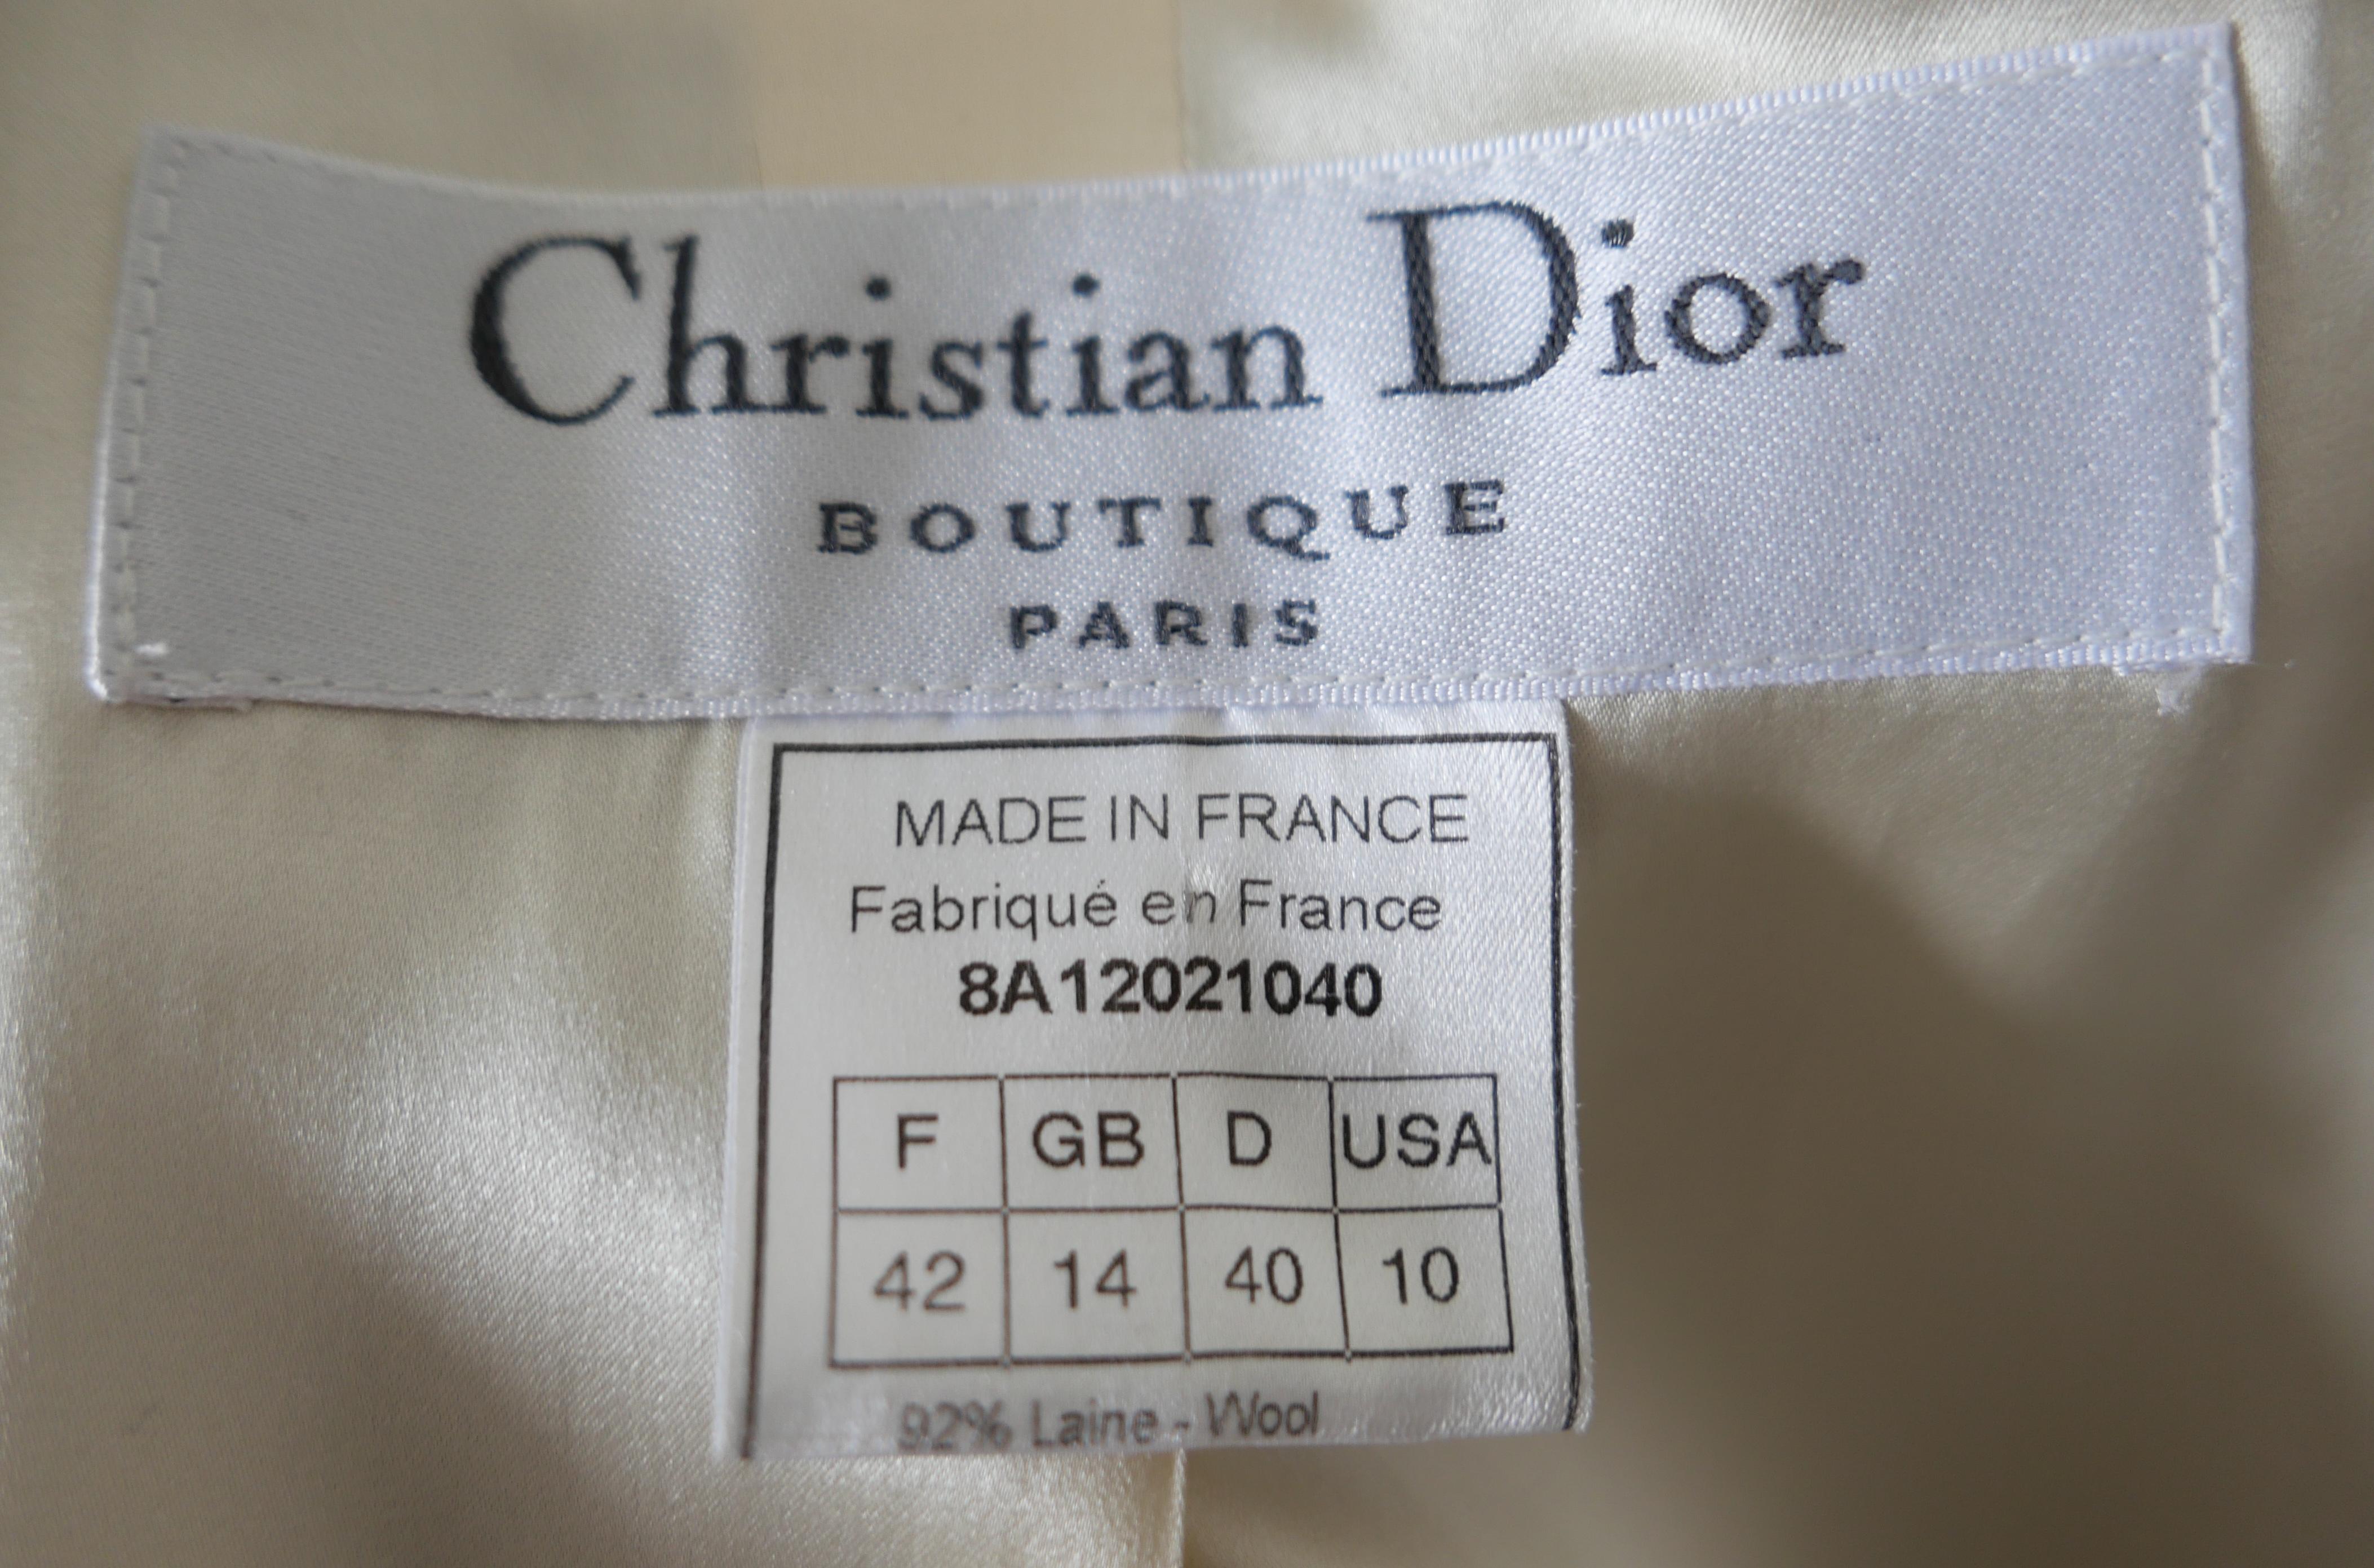 Christian Dior
BOUTIQUE
PARIS
MADE IN FRANCE
Fabriqué en France
8A12021040
F GB D USA
42 14 40 10
92% Laine - Wool